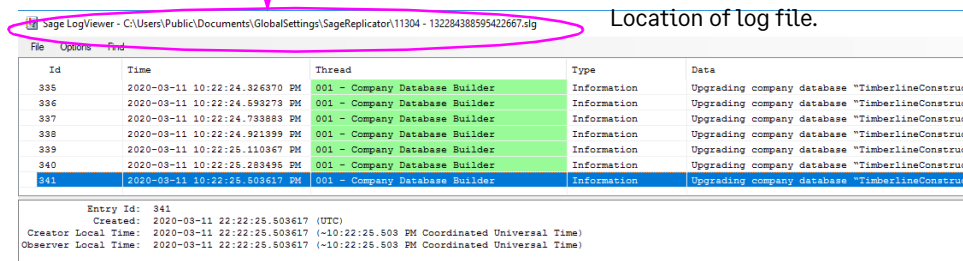 Location of log file.
Sage LogViewer - C:\Users\Public\Documents\GlobalSettings\SageReplicator\11304 - 132284388595422667.slg
File Options Find
Id Time Thread Type Data
335 2020-03-11 10:22:24.326370 PM 001 - Company Database Builder Information Upgrading company database "TimberlineConstruc
336 2020-03-11 10:22:24.593273 PM 001 - Company Database Builder Information Upgrading company database "TimberlineConstruc
337 2020-03-11 10:22:24.733883 PM 001 - Company Database Builder Information Upgrading company database "TimberlineConstruc
338 2020-03-11 10:22:24.921399 PM 001 - Company Database Builder Information Upgrading company database "TimberlineConstruc
339 2020-03-11 10:22:25.110367 PM 001 - Company Database Builder Information Upgrading company database "TimberlineConstruc
340 2020-03-11 10:22:25.283495 PM 001 - Company Database Builder Information Upgrading company database "TimberlineConstruc
341 2020-03-11 10:22:25.503617 PM 001 - Company Database Builder Information Upgrading company database "TimberlineConstruc
Entry Id: 341
Created: 2020-03-11 22:22:25.503617 (UTC)
Creator Local Time: 2020-03-11 22:22:25.503617 (~10:22:25.503 PM Coordinated Universal Time)
Observer Local Time: 2020-03-11 22:22:25.503617 (~10:22:25.503 PM Coordinated Universal Time)